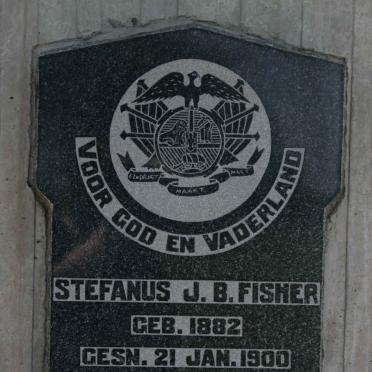 EENDRAGT MAAKT MAGT
VOOR GOD EN VADERLAND
STEFANUS J. B. FISHER
GEB. 1882
GESN. 21 JAN. 1900